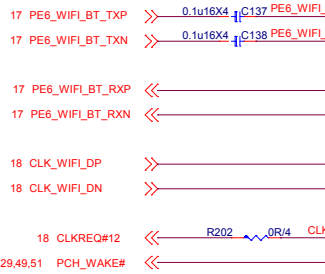 17 PE6_WIFI_BT_TXP 0.1u16X4 C137 PE6_WIFI_
17 PE6_WIFI_BT_TXN 0.1u16X4 C138 PE6_WIFI_
17 PE6_WIFI_BT_RXP
17 PE6_WIFI_BT_RXN
18 CLK_WIFI_DP
18 CLK_WIFI_DN
18 CLKREQ#12 R202 0R/4 CLK
29,49,51 PCH_WAKE#